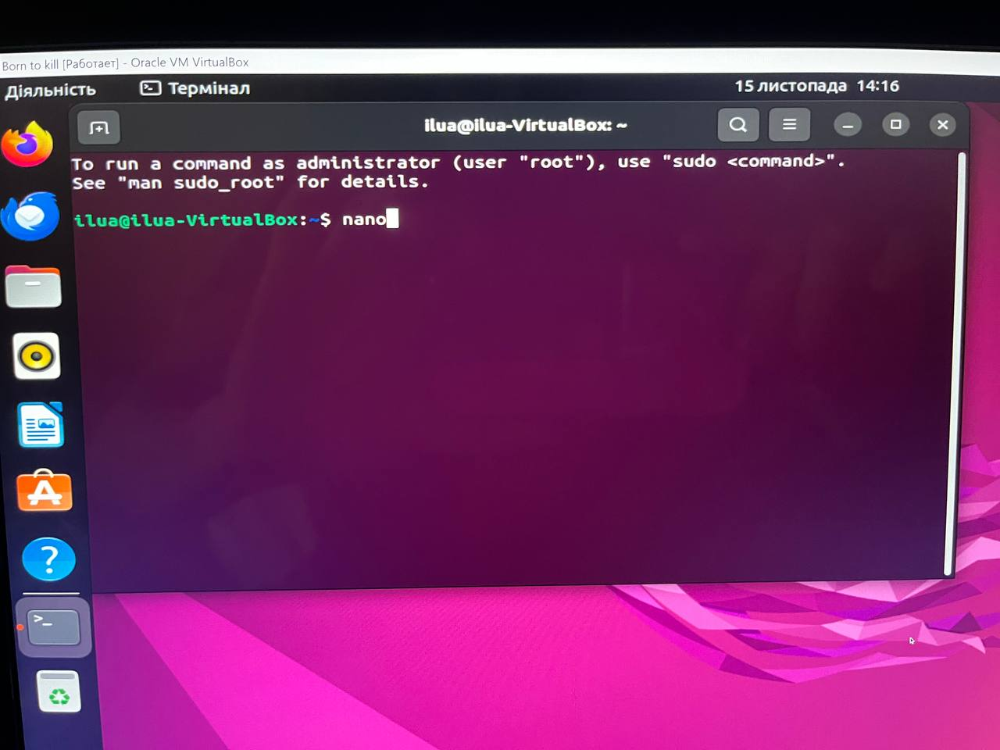 Born to kill [Работает] - Oracle VM VirtualBox
Діяльність Термінал 15 листопада 14:16
ilua@ilua-VirtualBox: ~
To run a command as administrator (user "root"), use "sudo <command>".
See "man sudo_root" for details.
ilua@ilua-VirtualBox:~$ nano